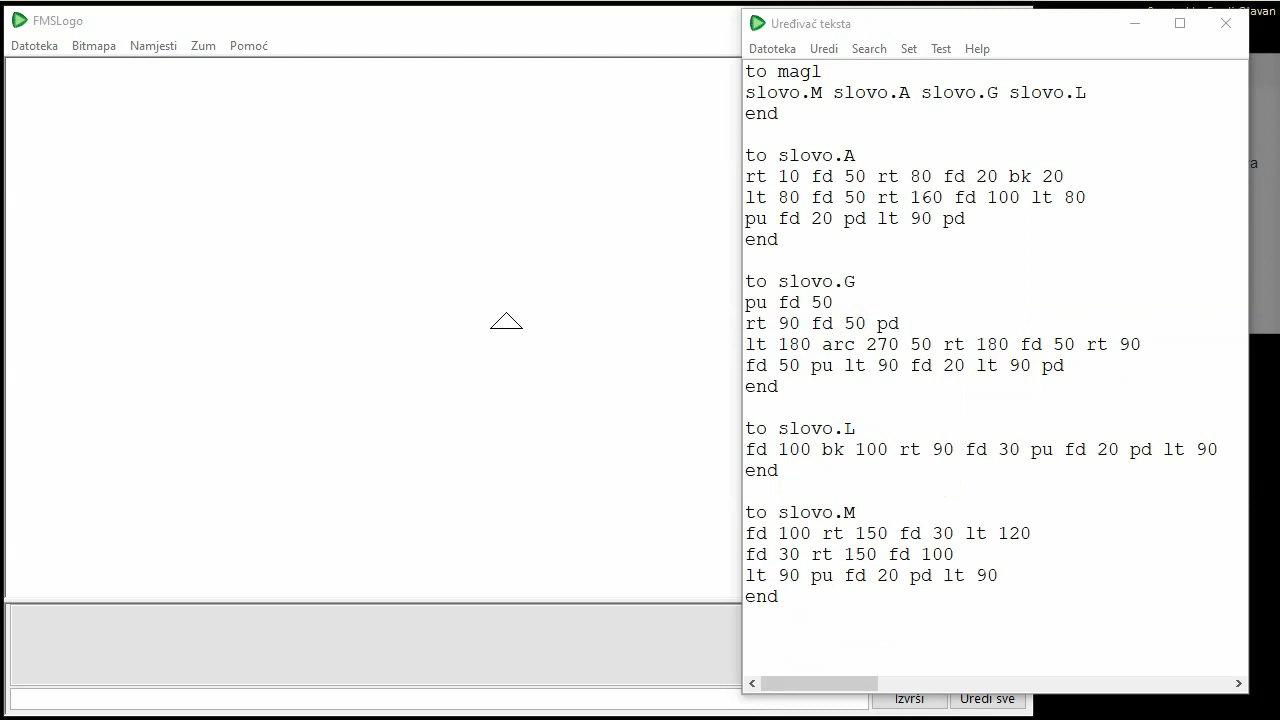 FMSLogo
Datoteka Bitmapa Namjesti Zum Pomoć
Uređivač teksta
Datoteka Uredi Search Set Test Help
to magl
slovo.M slovo.A slovo.G slovo.L
end
to slovo.A
rt 10 fd 50 rt 80 fd 20 bk 20
lt 80 fd 50 rt 160 fd 100 lt 80
pu fd 20 pd lt 90 pd
end
to slovo.G
pu fd 50
rt 90 fd 50 pd
lt 180 arc 270 50 rt 180 fd 50 rt 90
fd 50 pu lt 90 fd 20 lt 90 pd
end
to slovo.L
fd 100 bk 100 rt 90 fd 30 pu fd 20 pd lt 90
end
to slovo.M
fd 100 rt 150 fd 30 lt 120
fd 30 rt 150 fd 100
lt 90 pu fd 20 pd lt 90
end
Izvrši Uredi sve